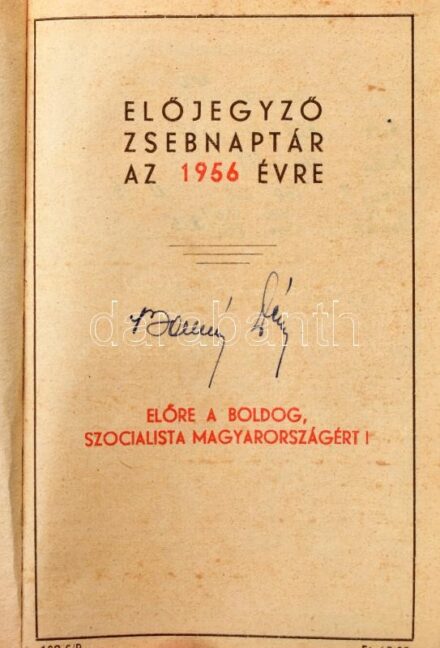 ELŐJEGYZŐ
ZSEBNAPTÁR
AZ 1956 ÉVRE
darabanth
ELŐRE A BOLDOG,
SZOCIALISTA MAGYARORSZÁGÉRT!